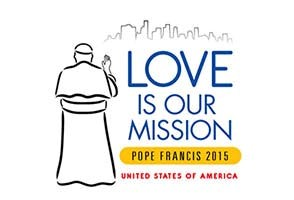 LOVE
IS OUR
MISSION
POPE FRANCIS 2015
UNITED STATES OF AMERICA